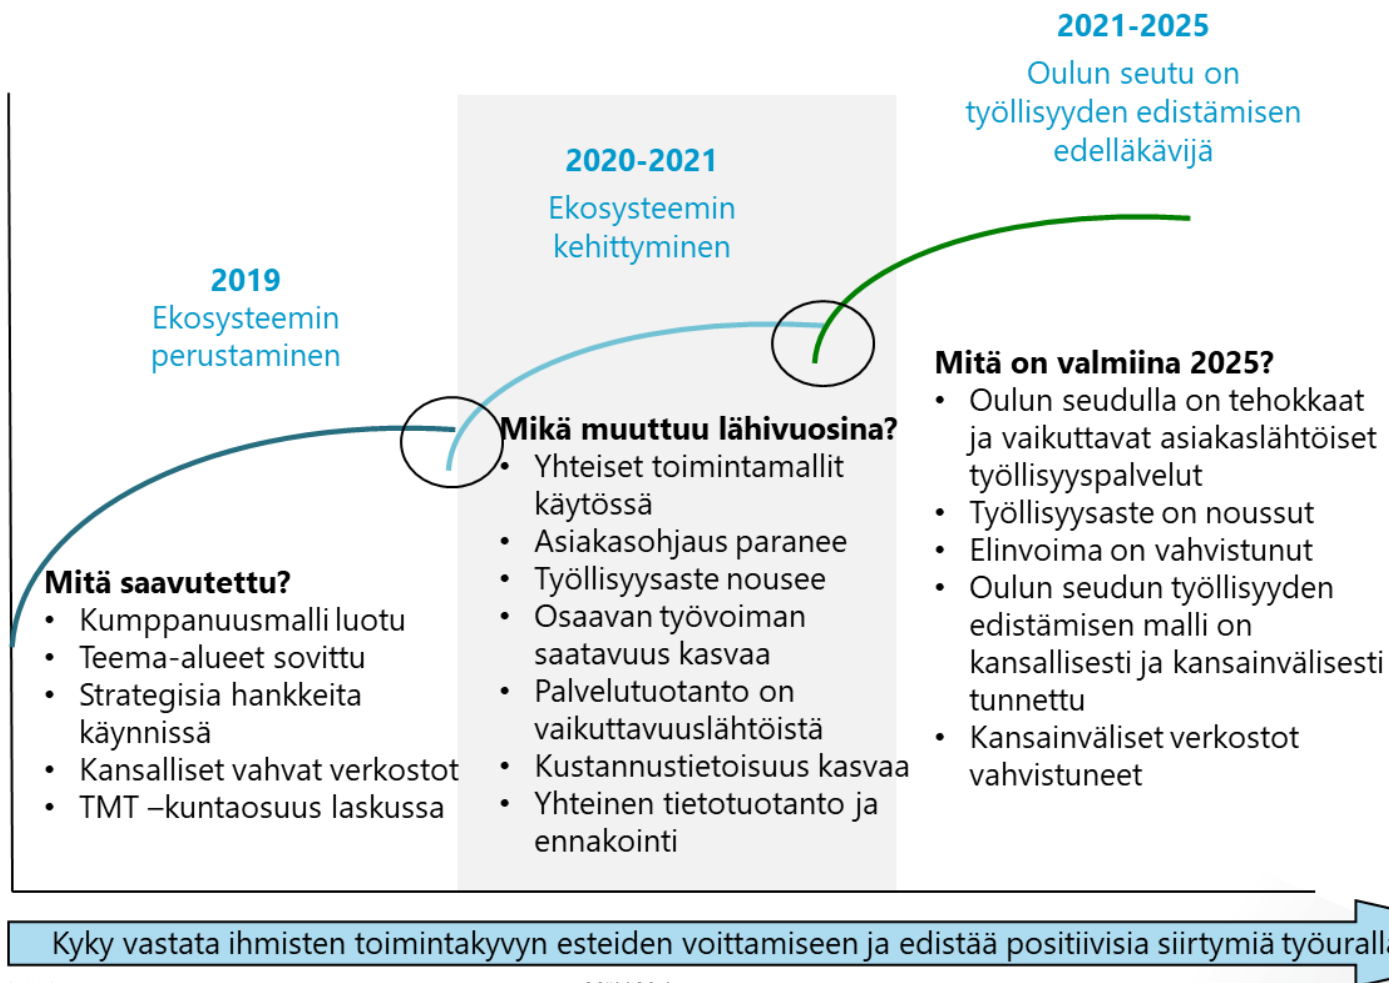 2019
Ekosysteemin
perustaminen
Mitä saavutettu?
• Kumppanuusmalli luotu
• Teema-alueet sovittu
• Strategisia hankkeita
käynnissä
• Kansalliset vahvat verkostot
• TMT –kuntaosuus laskussa
2020-2021
Ekosysteemin
kehittyminen
Mikä muuttuu lähivuosina?
• Yhteiset toimintamallit
käytössä
• Asiakasohjaus paranee
• Työllisyysaste nousee
• Osaavan työvoiman
saatavuus kasvaa
• Palvelutuotanto on
vaikuttavuuslähtöistä
• Kustannustietoisuus kasvaa
• Yhteinen tietotuotanto ja
ennakointi
2021-2025
Oulun seutu on
työllisyyden edistämisen
edelläkävijä
Mitä on valmiina 2025?
• Oulun seudulla on tehokkaat
ja vaikuttavat asiakaslähtöiset
työllisyyspalvelut
• Työllisyysaste on noussut
• Elinvoima on vahvistunut
• Oulun seudun työllisyyden
edistämisen malli on
kansallisesti ja kansainvälisesti
tunnettu
• Kansainväliset verkostot
vahvistuneet
Kyky vastata ihmisten toimintakyvyn esteiden voittamiseen ja edistää positiivisia siirtymiä työuralla